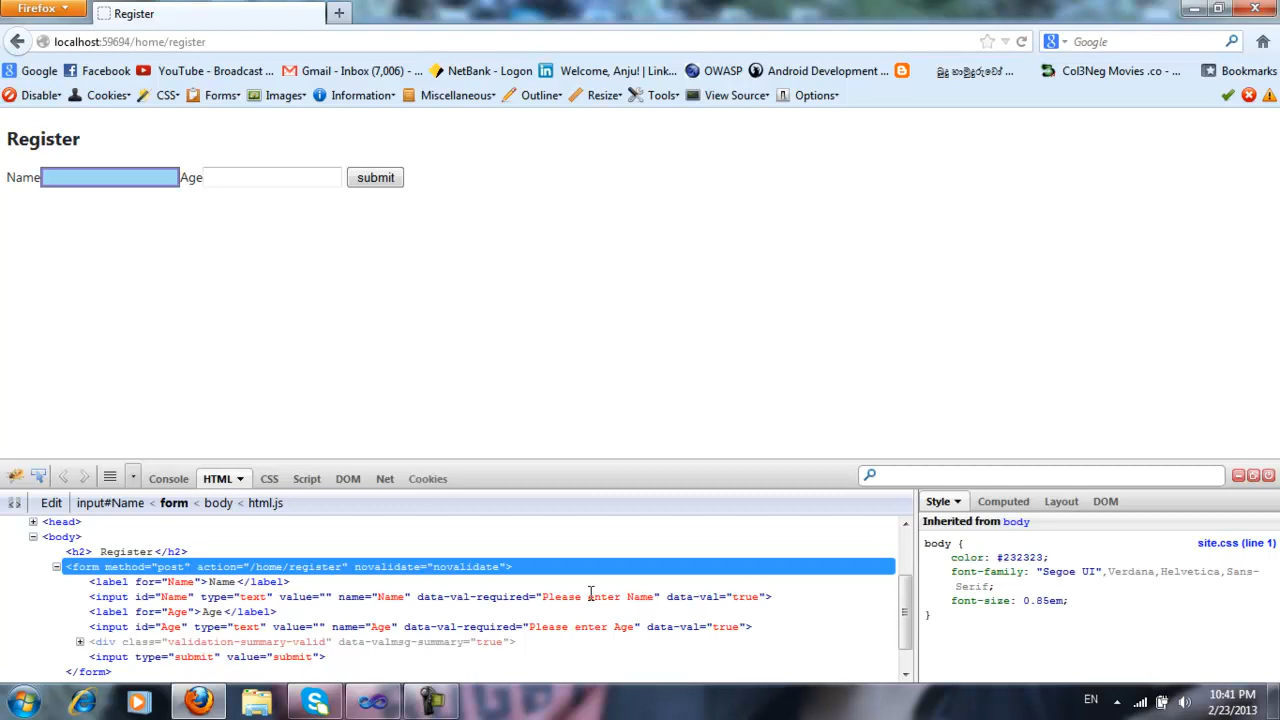 Firefox
Register
localhost:59694/home/register
Google
Google
Facebook
YouTube - Broadcast ...
Gmail - Inbox (7,006) - ...
NetBank - Logon
Welcome, Anju! | Link...
OWASP
Android Development ...
Col3Neg Movies .co - ...
Bookmarks
Disable
Cookies
CSS
Forms
Images
Information
Miscellaneous
Outline
Resize
Tools
View Source
Options
Register
Name
Age
submit
Console
HTML
CSS
Script
DOM
Net
Cookies
Edit
input#Name < form < body < html.js
Style
Computed
Layout
DOM
<head>
<body>
<h2> Register</h2>
<form method="post" action="/home/register" novalidate="novalidate">
<label for="Name">Name</label>
<input id="Name" type="text" value="" name="Name" data-val-required="Please enter Name" data-val="true">
<label for="Age">Age</label>
<input id="Age" type="text" value="" name="Age" data-val-required="Please enter Age" data-val="true">
<div class="validation-summary-valid" data-valmsg-summary="true">
<input type="submit" value="submit">
</form>
Inherited from body
body {
site.css (line 1)
color: #232323;
font-family: "Segoe UI",Verdana,Helvetica,Sans-
Serif;
font-size: 0.85em;
}
EN
10:41 PM
2/23/2013